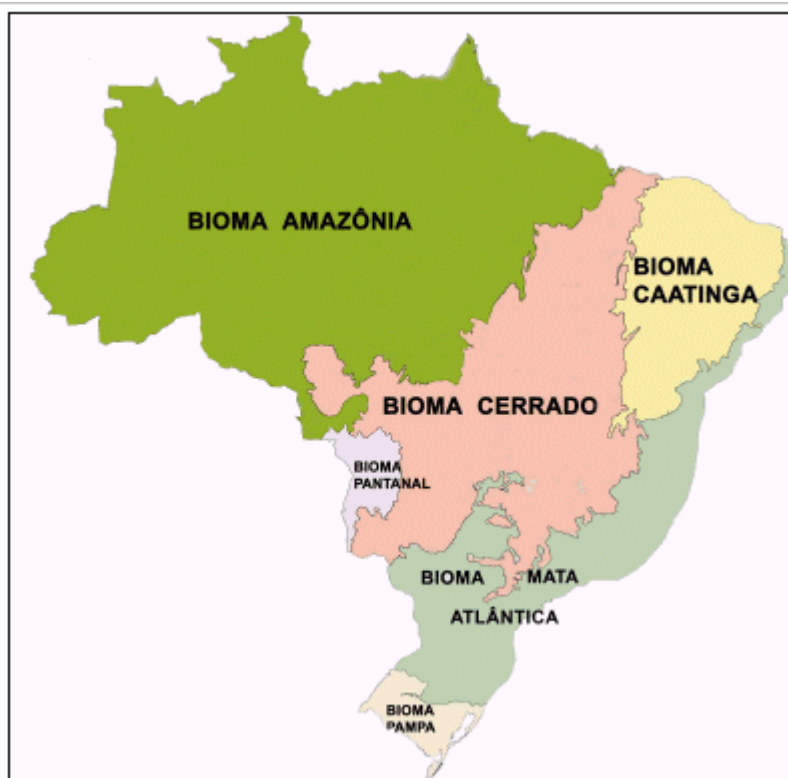 BIOMA AMAZÔNIA
BIOMA
CAATINGA
BIOMA CERRADO
BIOMA
PANTANAL
BIOMA MATA
ATLÂNTICA
BIOMA
PAMPA